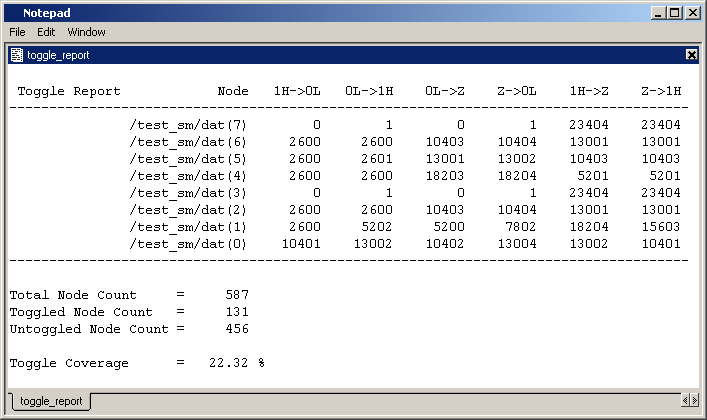 Notepad
File Edit Window
toggle_report
Toggle Report Node 1H->0L 0L->1H 0L->Z Z->0L 1H->Z Z->1H
/test_sm/dat(7) 0 1 0 1 23404 23404
/test_sm/dat(6) 2600 2600 10403 10404 13001 13001
/test_sm/dat(5) 2600 2601 13001 13002 10403 10403
/test_sm/dat(4) 2600 2600 18203 18204 5201 5201
/test_sm/dat(3) 0 1 0 1 23404 23404
/test_sm/dat(2) 2600 2600 10403 10404 13001 13001
/test_sm/dat(1) 2600 5202 5200 7802 18204 15603
/test_sm/dat(0) 10401 13002 10402 13004 13002 10401
Total Node Count = 587
Toggled Node Count = 131
Untoggled Node Count = 456
Toggle Coverage = 22.32 %
toggle_report